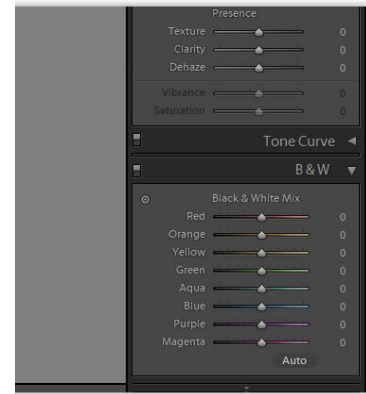 Presence
Texture 0
Clarity 0
Dehaze 0
Vibrance 0
Saturation 0
Tone Curve
B & W
Black & White Mix
Red 0
Orange 0
Yellow 0
Green 0
Aqua 0
Blue 0
Purple 0
Magenta 0
Auto